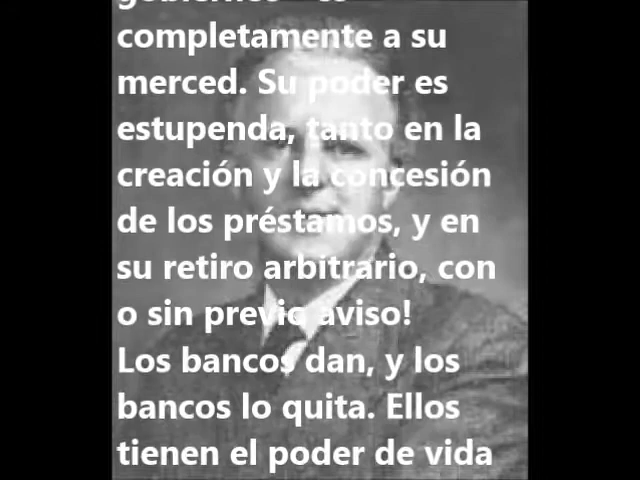 completamente a su
merced. Su poder es
estupenda, tanto en la
creación y la concesión
de los préstamos, y en
su retiro arbitrario, con
o sin previo aviso!
Los bancos dan, y los
bancos lo quita. Ellos
tienen el poder de vida